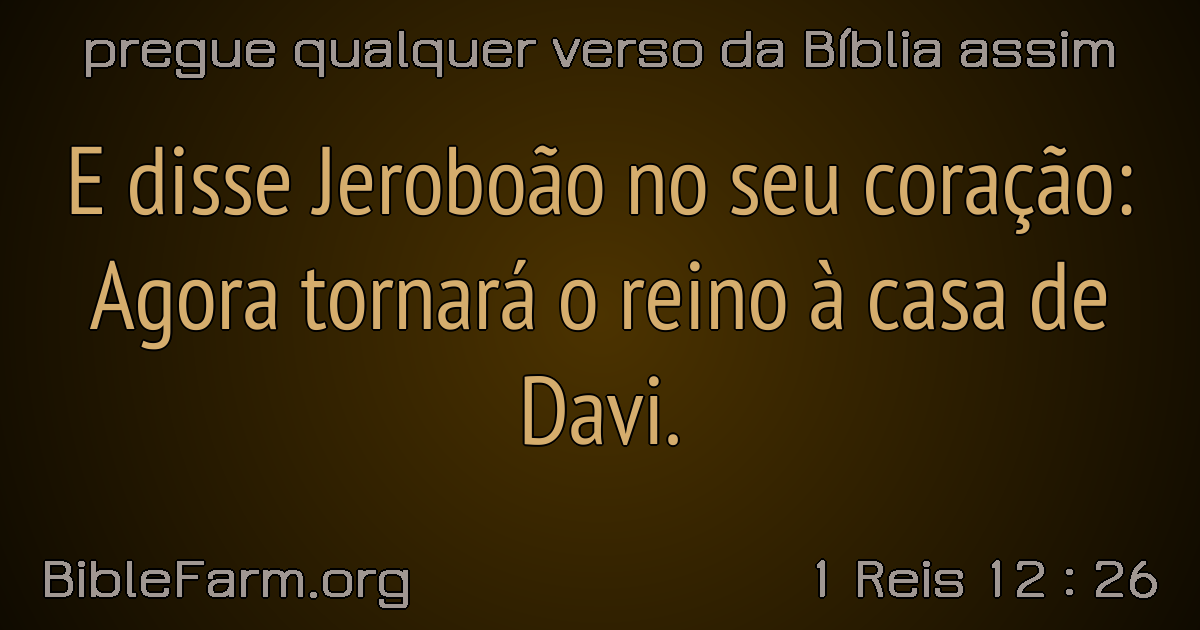 pregue qualquer verso da Bíblia assim
E disse Jeroboão no seu coração:
Agora tornará o reino à casa de
Davi.
BibleFarm.org
1 Reis 12 : 26